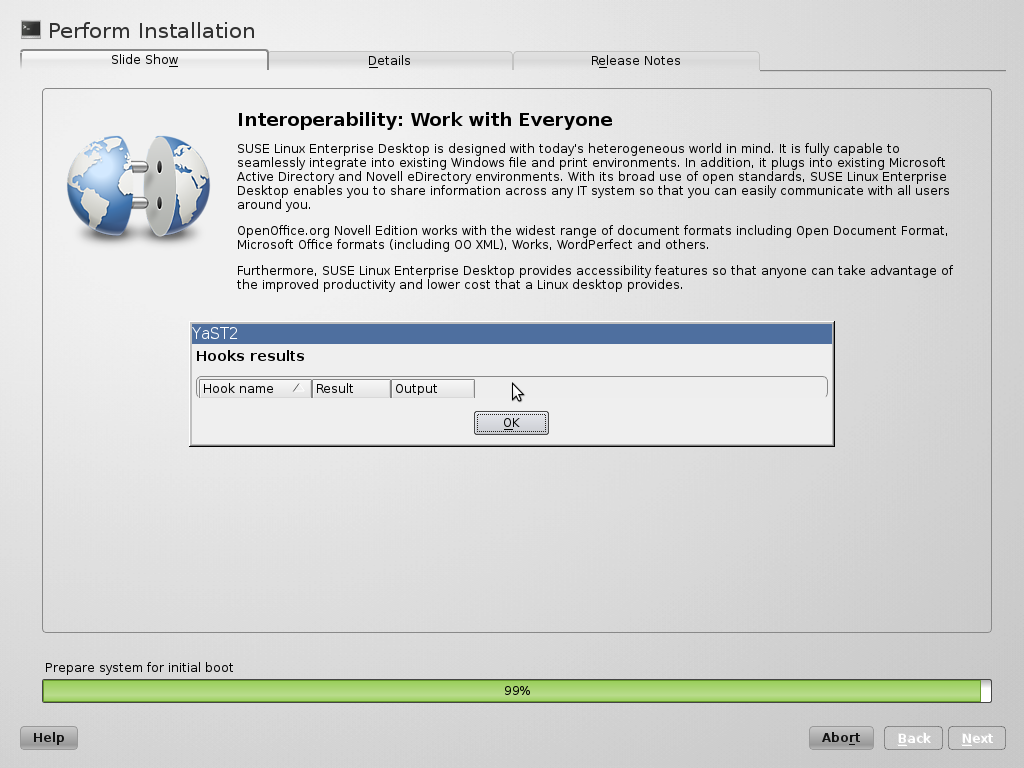 Perform Installation
Slide Show Details Release Notes
Interoperability: Work with Everyone
SUSE Linux Enterprise Desktop is designed with today's heterogeneous world in mind. It is fully capable to
seamlessly integrate into existing Windows file and print environments. In addition, it plugs into existing Microsoft
Active Directory and Novell eDirectory environments. With its broad use of open standards, SUSE Linux Enterprise
Desktop enables you to share information across any IT system so that you can easily communicate with all users
around you.
OpenOffice.org Novell Edition works with the widest range of document formats including Open Document Format,
Microsoft Office formats (including OO XML), Works, WordPerfect and others.
Furthermore, SUSE Linux Enterprise Desktop provides accessibility features so that anyone can take advantage of
the improved productivity and lower cost that a Linux desktop provides.
YaST2
Hooks results
Hook name Result Output
OK
Prepare system for initial boot
99%
Help Abort Back Next